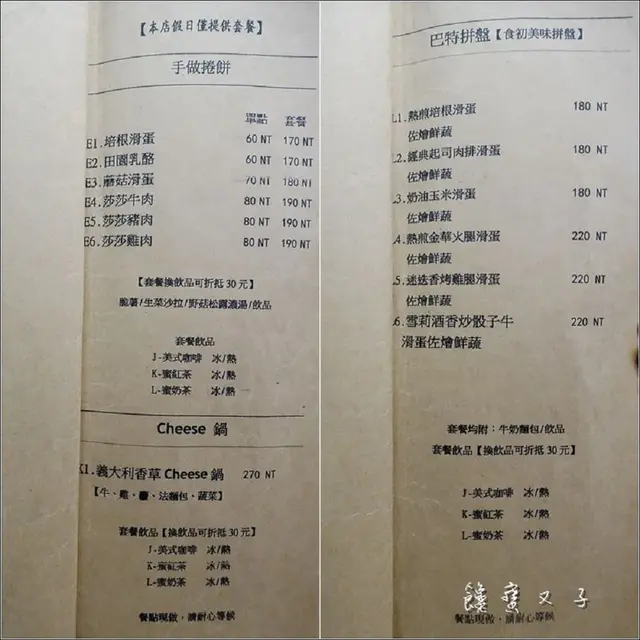 【本店假日僅提供套餐】
手做捲餅
單點 套餐
E1.培根滑蛋 60 NT 170 NT
E2.田園乳酪 60 NT 170 NT
E3.蘑菇滑蛋 70 NT 180 NT
E4.莎莎牛肉 80 NT 190 NT
E5.莎莎豬肉 80 NT 190 NT
E6.莎莎雞肉 80 NT 190 NT
【套餐換飲品可折抵 30 元】
脆薯/生菜沙拉/野菇松露濃湯/飲品
套餐飲品
J-美式咖啡 冰/熱
K-蜜紅茶 冰/熱
L-蜜奶茶 冰/熱
Cheese 鍋
K1.義大利香草 Cheese 鍋 270 NT
【牛、雞、、法麵包、蔬菜】
套餐飲品【換飲品可折抵 30 元】
J-美式咖啡 冰/熱
K-蜜紅茶 冰/熱
L-蜜奶茶 冰/熱
餐點現做，請耐心等候
巴特拼盤【食初美味拼盤】
L1.熱煎培根滑蛋 180 NT
佐燴鮮蔬
L2.經典起司肉排滑蛋 180 NT
佐燴鮮蔬
.3.奶油玉米滑蛋 180 NT
佐燴鮮蔬
.4.熱煎金華火腿滑蛋 220 NT
佐燴鮮蔬
.5.迷迭香烤雞腿滑蛋 220 NT
佐燴鮮蔬
.6.雪莉酒香炒骰子牛 220 NT
滑蛋佐燴鮮蔬
套餐均附：牛奶麵包/飲品
套餐飲品【換飲品可折抵 30 元】
J-美式咖啡 冰/熱
K-蜜紅茶 冰/熱
L-蜜奶茶 冰/熱
餐點現做，請耐心等候
又子